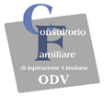 Consultorio
Familiare
di Ispirazione Cristiana
ODV